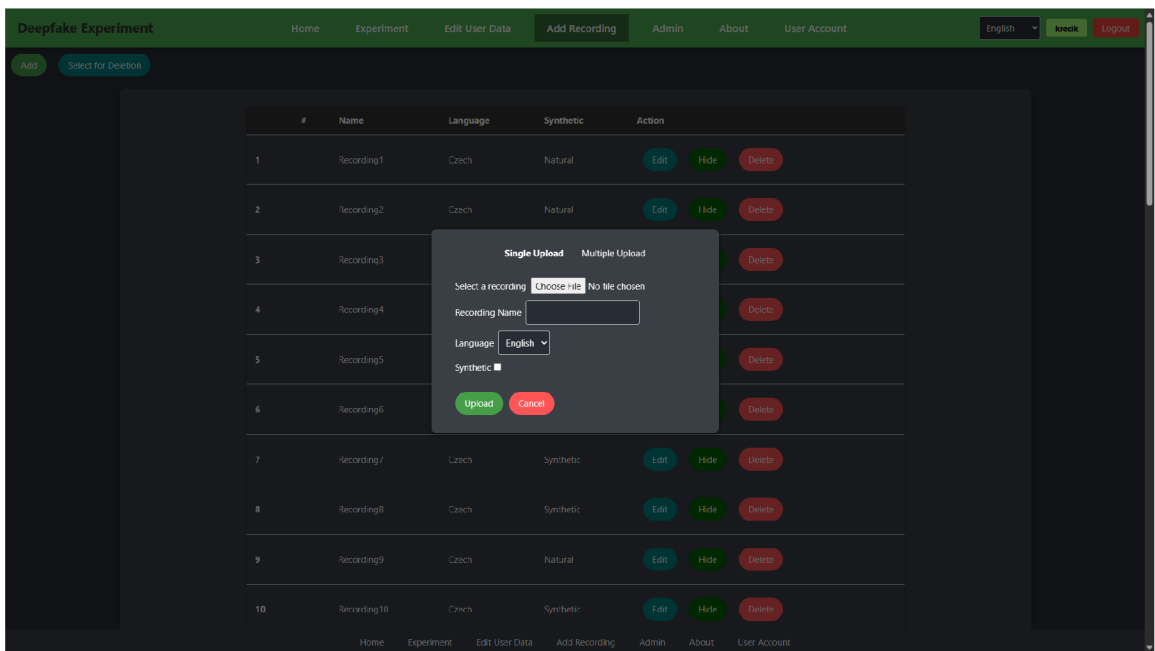 Deepfake Experiment Home Experiment Edit User Data Add Recording Admin About User Account English krecik Logout
Add Select for Deletion
# Name Language Synthetic Action
1 Recording1 Czech Natural Edit Hide Delete
2 Recording2 Czech Natural Edit Hide Delete
Single Upload Multiple Upload
3 Recording3 Delete
Select a recording Choose File No file chosen
4 Recording4 Delete
Recording Name
Language English
5 Recording5 Delete
Synthetic
6 Recording6 Delete
Upload Cancel
7 Recording7 Czech Synthetic Edit Hide Delete
8 Recording8 Czech Synthetic Edit Hide Delete
9 Recording9 Czech Natural Edit Hide Delete
10 Recording10 Czech Synthetic Edit Hide Delete
Home Experiment Edit User Data Add Recording Admin About User Account